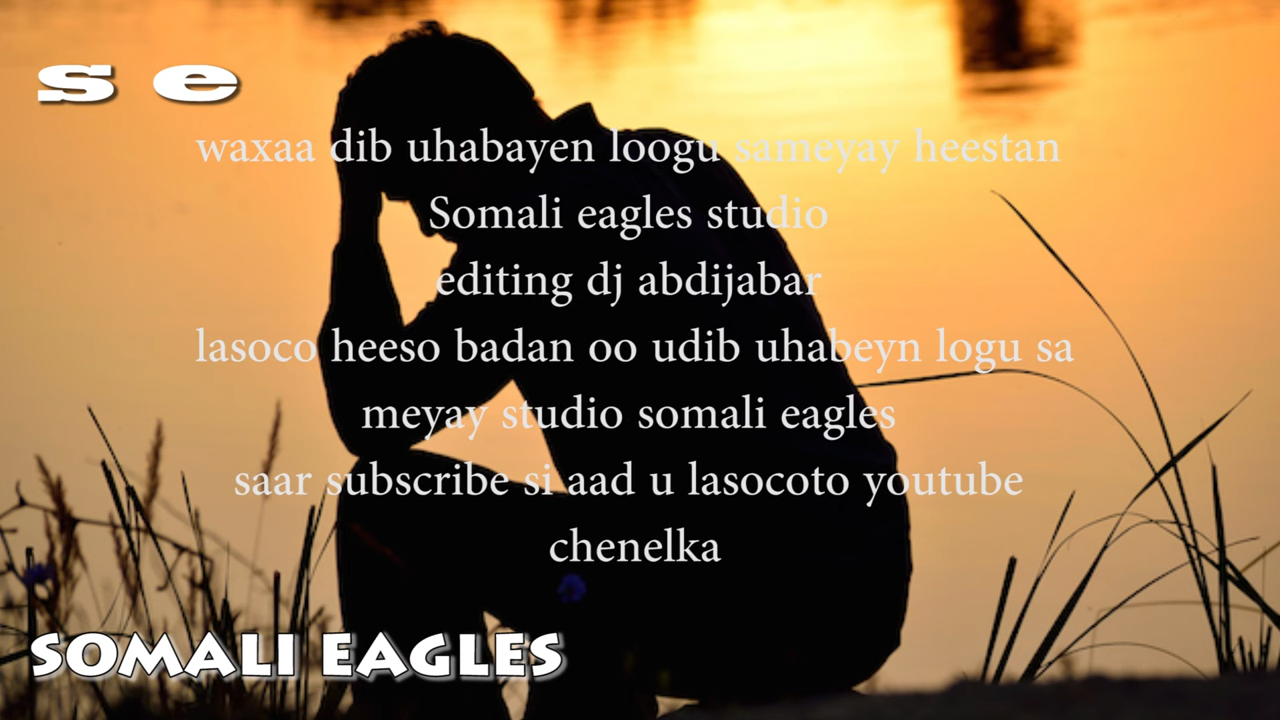 s e
waxaa dib uhabayen loogu sameyay heestan
Somali eagles studio
editing dj abdijabar
lasoco heeso badan oo udib uhabeyn logu sa
meyay studio somali eagles
saar subscribe si aad u lasocoto youtube
chenelka
SOMALI EAGLES